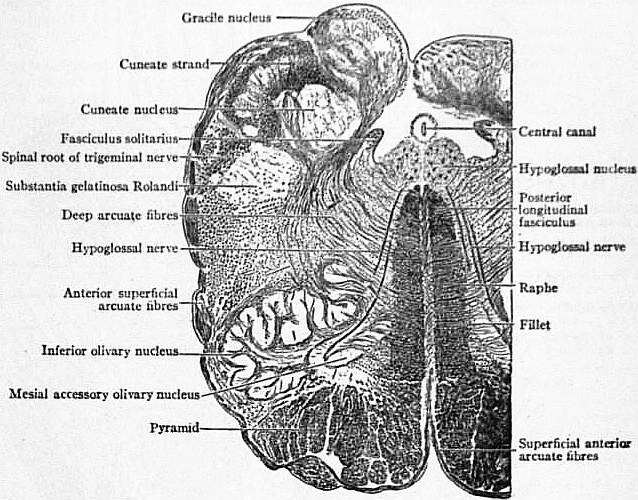 Gracile nucleus
Cuneate strand
Cuneate nucleus
Fasciculus solitarius
Spinal root of trigeminal nerve
Substantia gelatinosa Rolandi
Deep arcuate fibres
Hypoglossal nerve
Anterior superficial
arcuate fibres
Inferior olivary nucleus
Mesial accessory olivary nucleus
Pyramid
Central canal
Hypoglossal nucleus
Posterior
longitudinal
fasciculus
Hypoglossal nerve
Raphe
Fillet
Superficial anterior
arcuate fibres